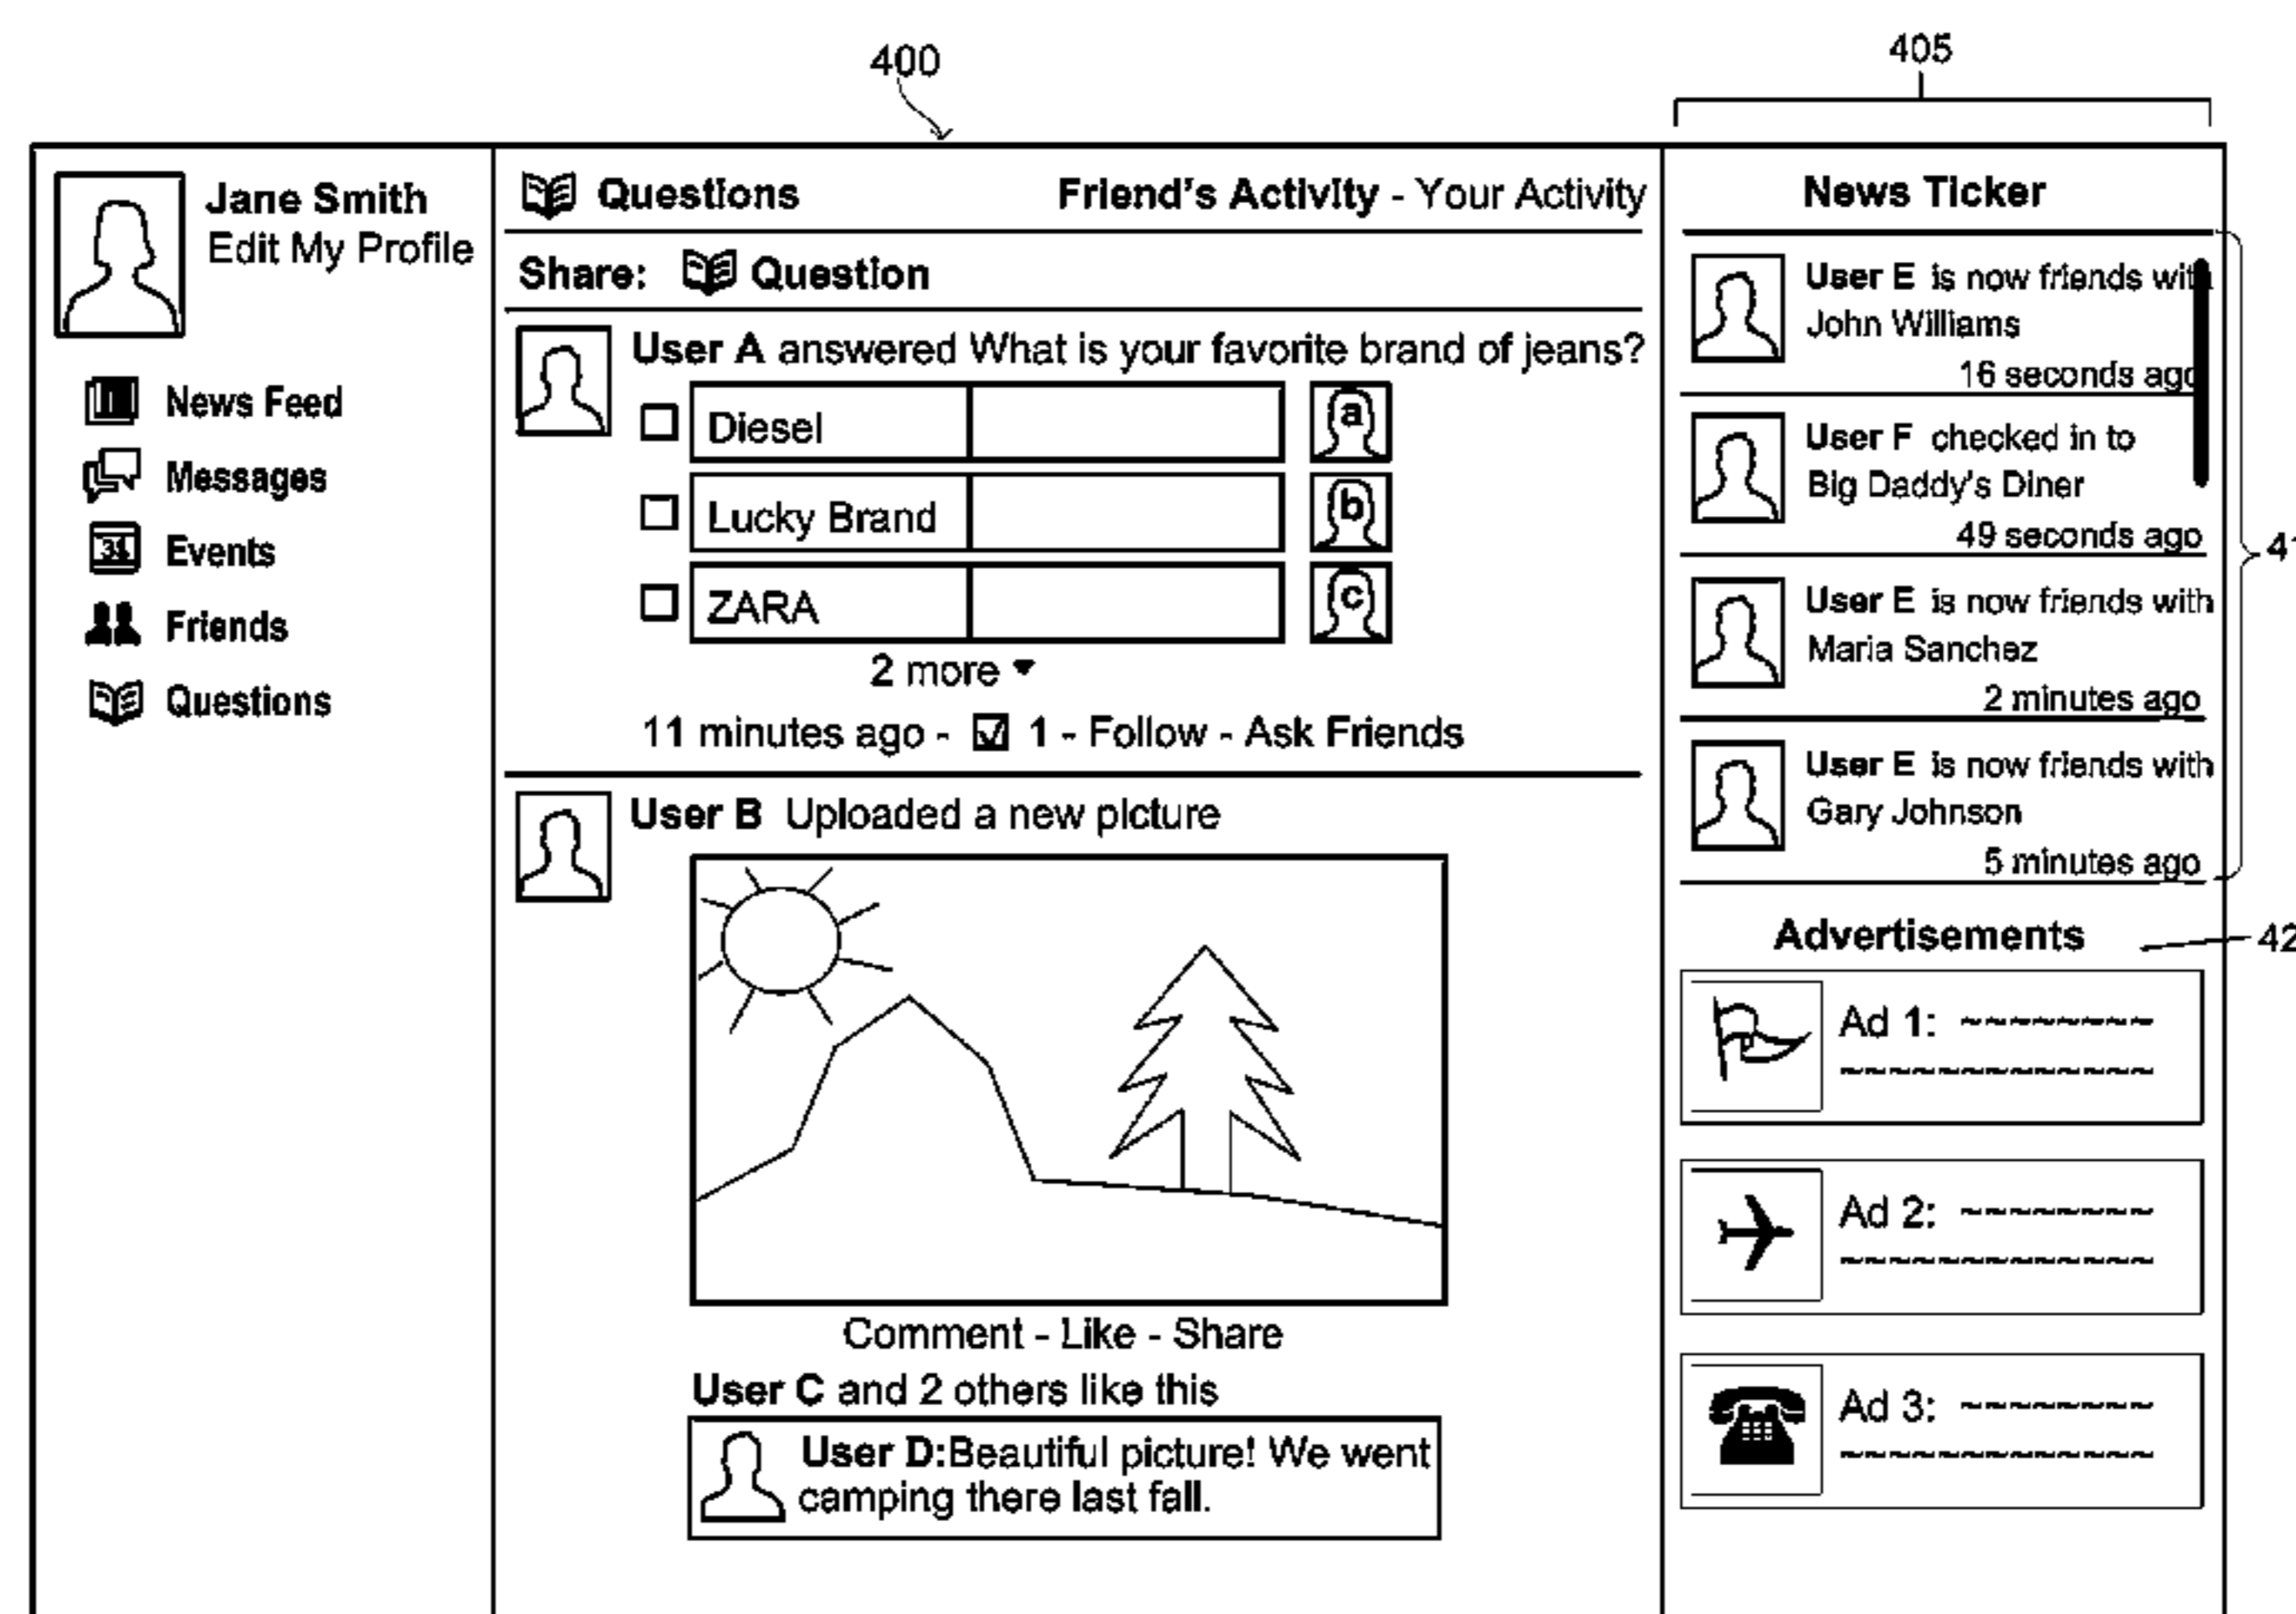 400
405
Jane Smith
Edit My Profile
News Feed
Messages
Events
Friends
Questions
Questions
Friend's Activity - Your Activity
Share: Question
User A answered What is your favorite brand of jeans?
Diesel
a
Lucky Brand
b
ZARA
c
2 more
11 minutes ago - 1 - Follow - Ask Friends
User B Uploaded a new picture
Comment - Like - Share
User C and 2 others like this
User D:Beautiful picture! We went
camping there last fall.
News Ticker
User E is now friends with
John Williams
16 seconds ago
User F checked in to
Big Daddy's Diner
49 seconds ago
User E is now friends with
Maria Sanchez
2 minutes ago
User E is now friends with
Gary Johnson
5 minutes ago
Advertisements
Ad 1:
Ad 2:
Ad 3: